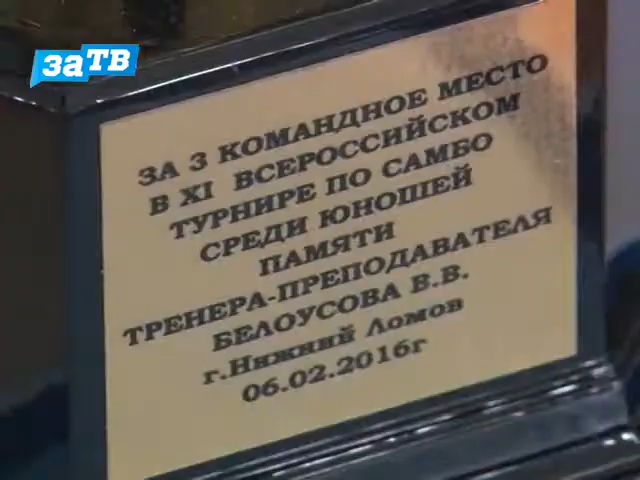 заТВ
ЗА 3 КОМАНДНОЕ МЕСТО
В XI ВСЕРОССИЙСКОМ
ТУРНИРЕ ПО САМБО
СРЕДИ ЮНОШЕЙ
ПАМЯТИ
ТРЕНЕРА-ПРЕПОДАВАТЕЛЯ
БЕЛОУСОВА В.В.
г.Нижний Ломов
06.02.2016г